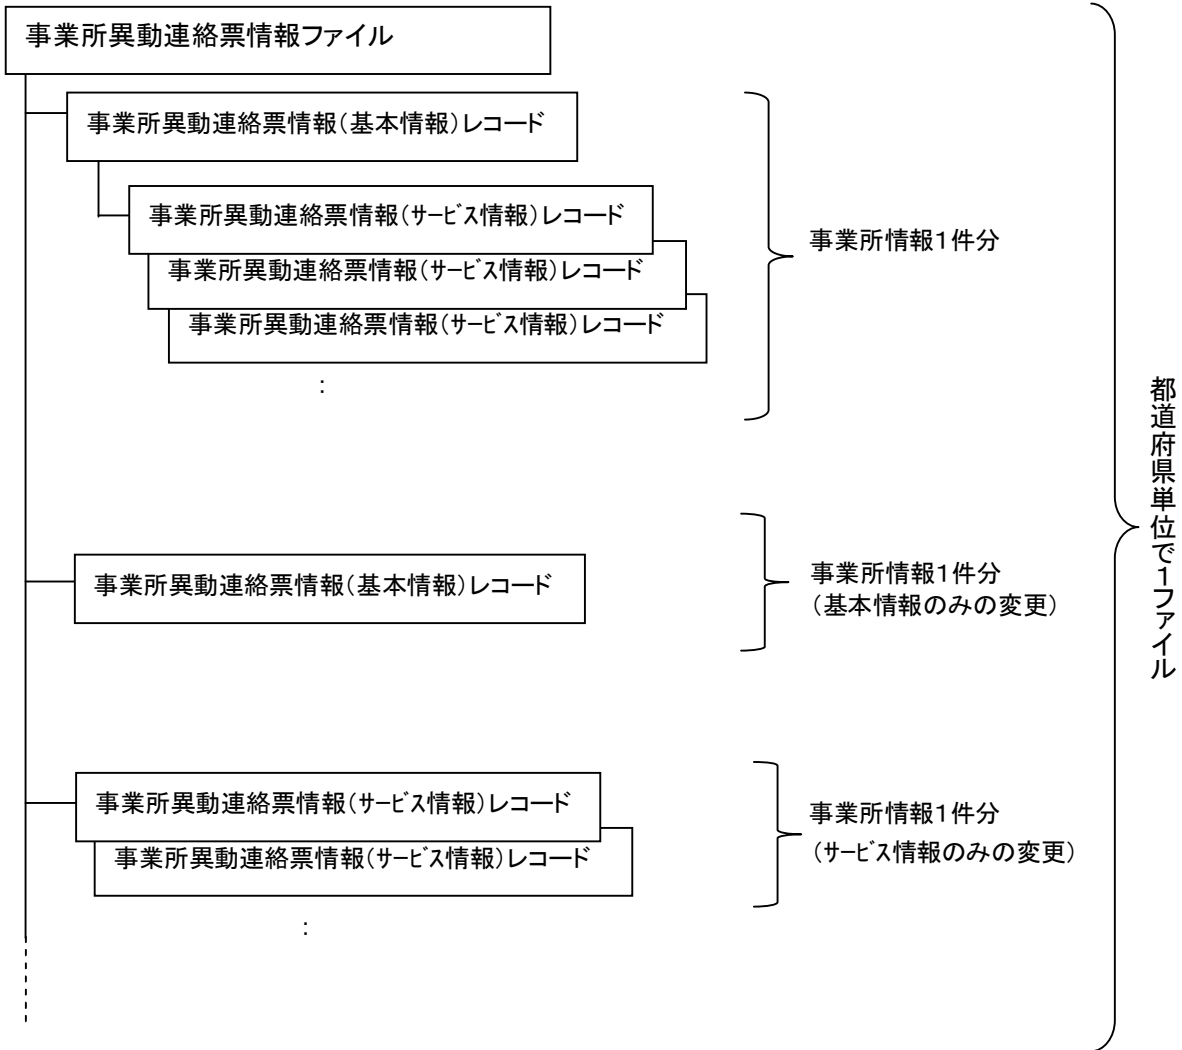 事業所異動連絡票情報ファイル
事業所異動連絡票情報(基本情報)レコード
事業所異動連絡票情報(サービス情報)レコード
事業所異動連絡票情報(サービス情報)レコード
事業所異動連絡票情報(サービス情報)レコード
:
事業所情報1件分
事業所異動連絡票情報(基本情報)レコード
事業所情報1件分
(基本情報のみの変更)
事業所異動連絡票情報(サービス情報)レコード
事業所異動連絡票情報(サービス情報)レコード
:
事業所情報1件分
(サービス情報のみの変更)
都道府県単位で1ファイル